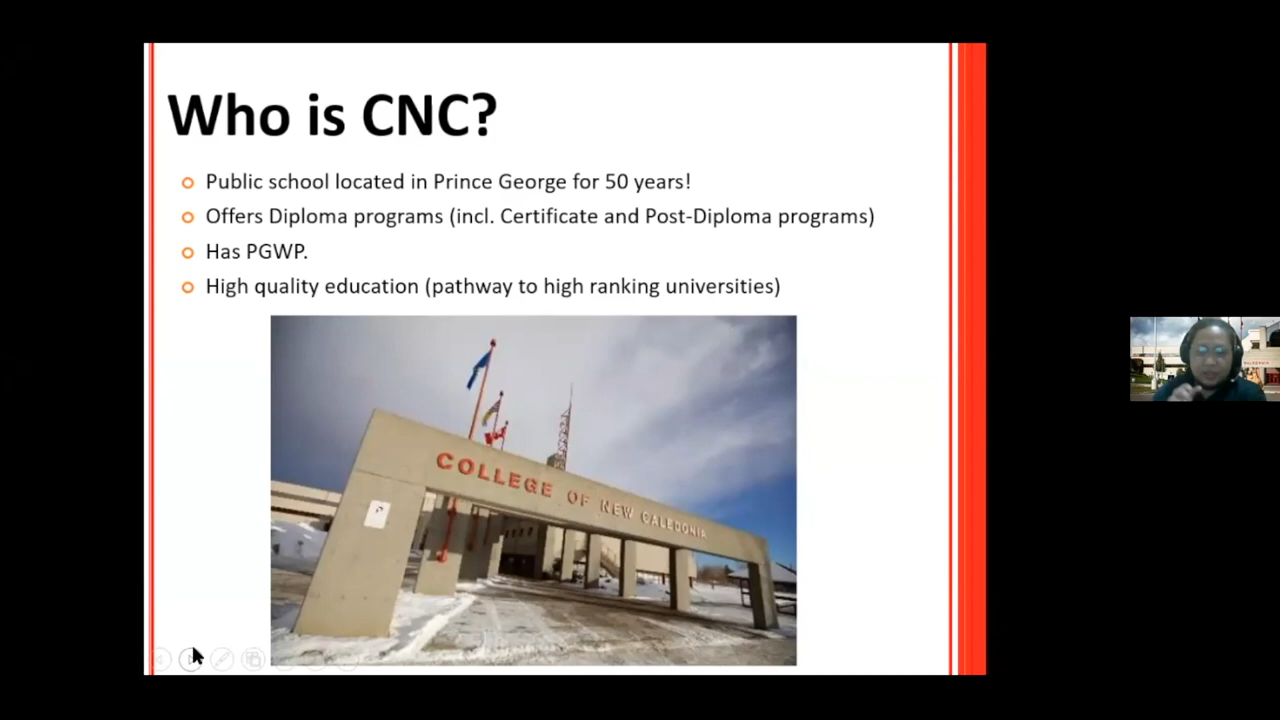 Who is CNC?
Public school located in Prince George for 50 years!
Offers Diploma programs (incl. Certificate and Post-Diploma programs)
Has PGWP.
High quality education (pathway to high ranking universities)
COLLEGE OF NEW CALEDONIA